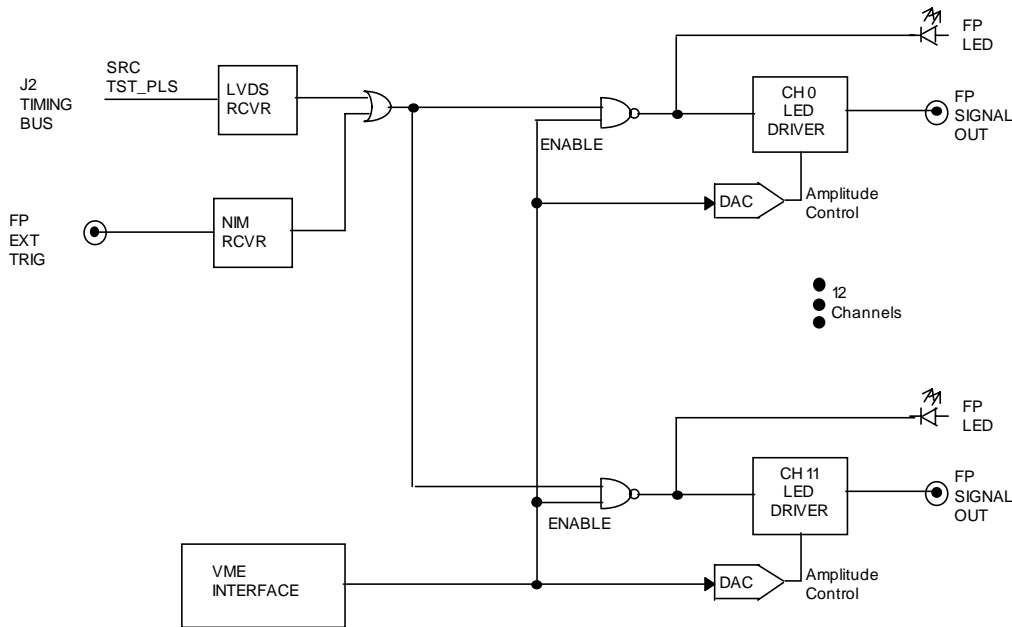 J2
TIMING
BUS
SRC
TST_PLS
LVDS
RCVR
ENABLE
CH 0
LED
DRIVER
FP
LED
FP
SIGNAL
OUT
FP
EXT
TRIG
NIM
RCVR
DAC
Amplitude
Control
12
Channels
FP
LED
CH 11
LED
DRIVER
FP
SIGNAL
OUT
ENABLE
VME
INTERFACE
DAC
Amplitude
Control